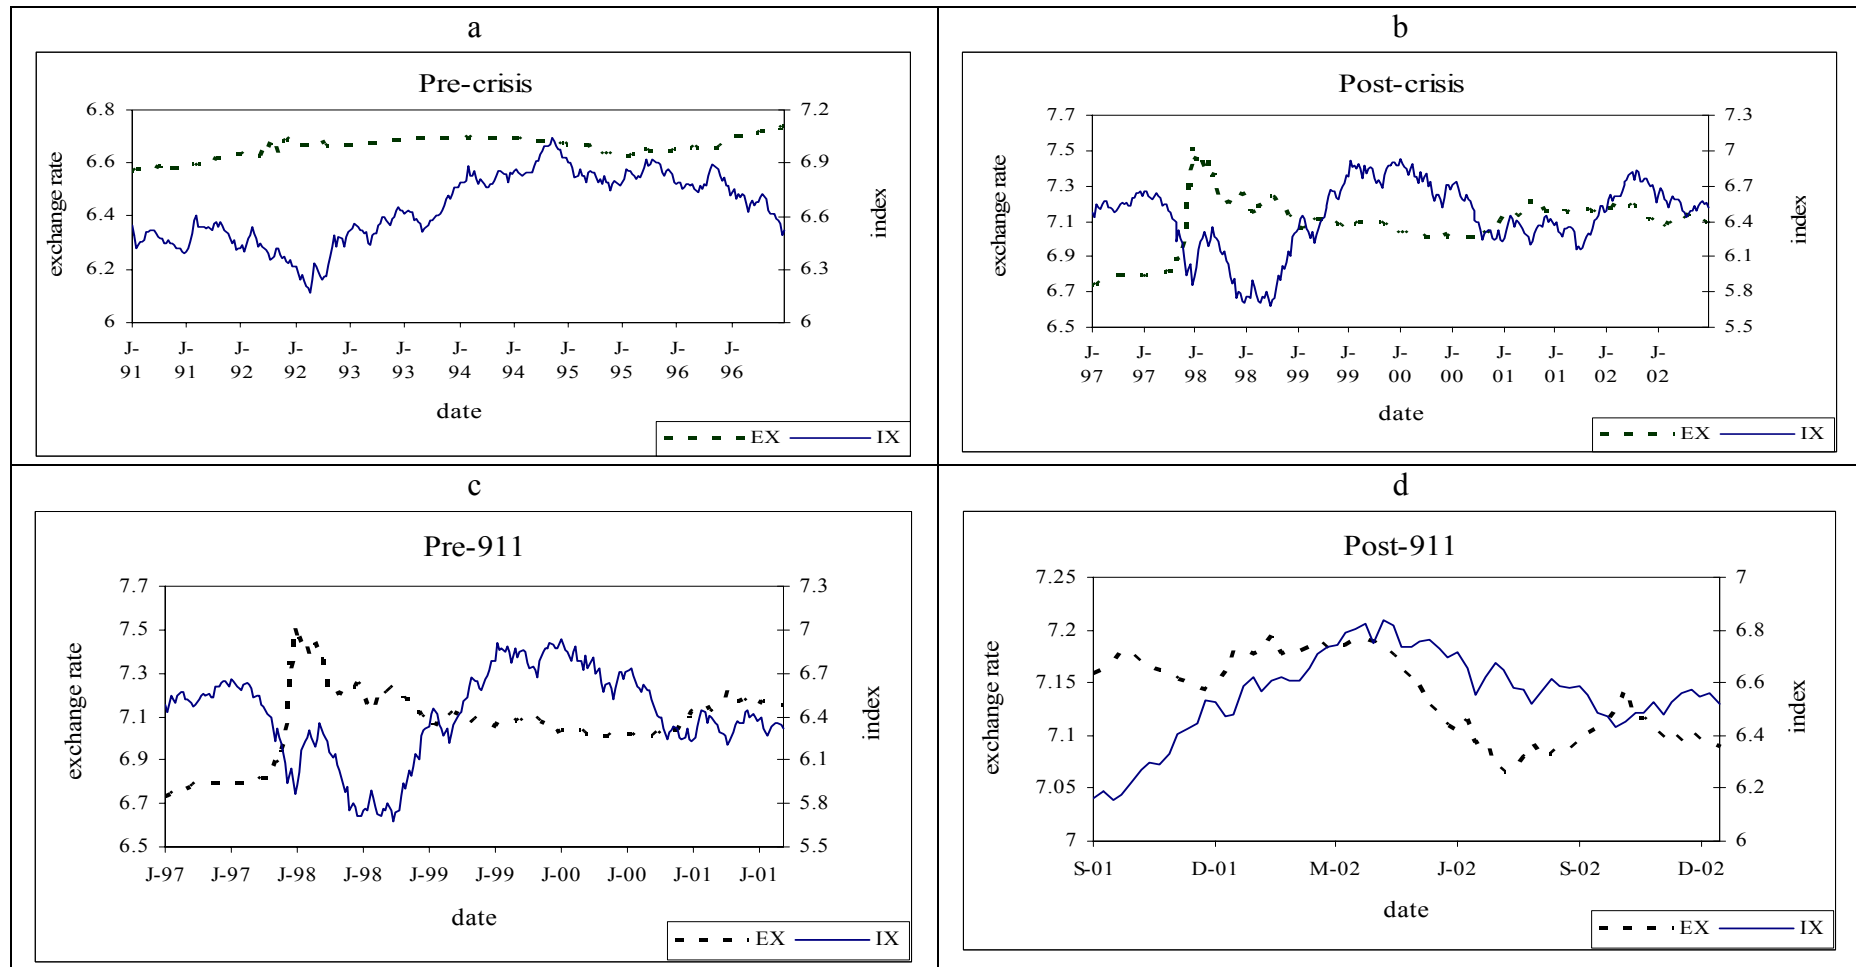 a
Pre-crisis
6.8
6.6
6.4
6.2
6
exchange rate
7.2
6.9
6.6
6.3
6
index
J-91 J-91 J-92 J-92 J-93 J-93 J-94 J-94 J-95 J-95 J-96 J-96
date
EX IX
b
Post-crisis
7.7
7.5
7.3
7.1
6.9
6.7
6.5
exchange rate
7.3
7
6.7
6.4
6.1
5.8
5.5
index
J-97 J-97 J-98 J-98 J-99 J-99 J-00 J-00 J-01 J-01 J-02 J-02
date
EX IX
c
Pre-911
7.7
7.5
7.3
7.1
6.9
6.7
6.5
exchange rate
7.3
7
6.7
6.4
6.1
5.8
5.5
index
J-97 J-97 J-98 J-98 J-99 J-99 J-00 J-00 J-01 J-01
date
EX IX
d
Post-911
7.25
7.2
7.15
7.1
7.05
7
exchange rate
7
6.8
6.6
6.4
6.2
6
index
S-01 D-01 M-02 J-02 S-02 D-02
date
EX IX